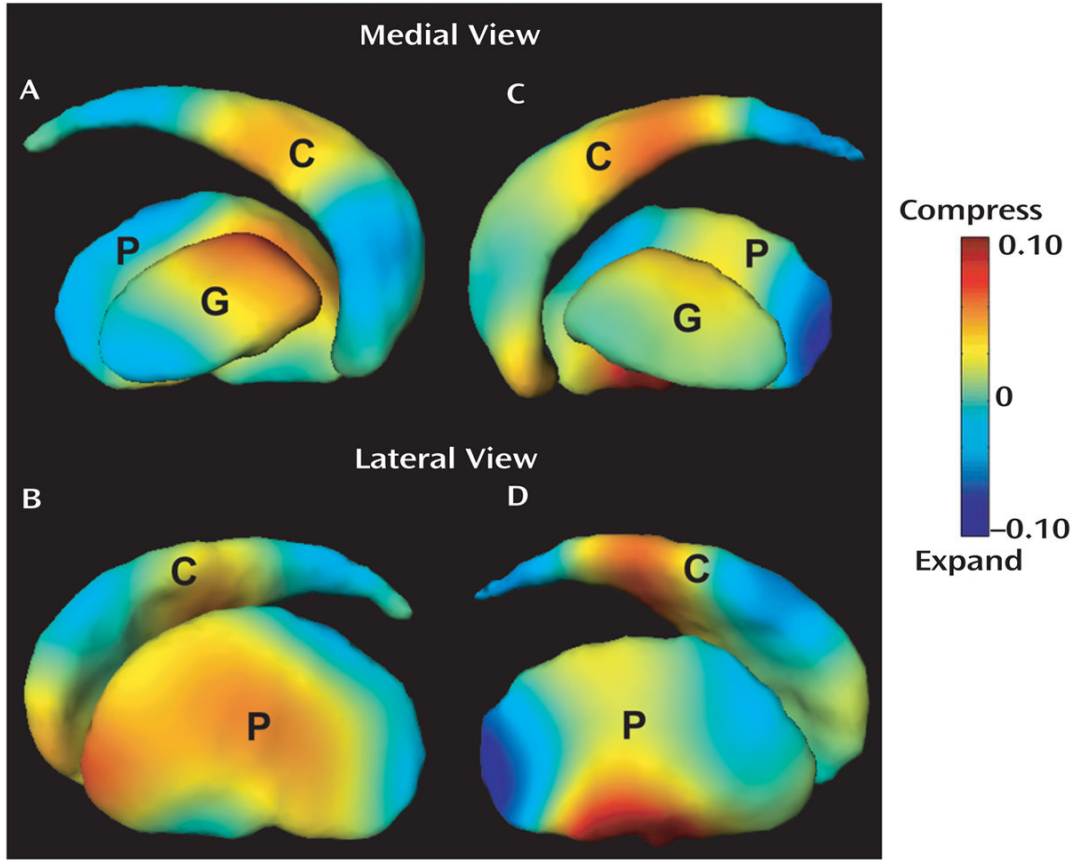 Medial View
A
C
C
C
P
P
G
G
Compress
0.10
0
–0.10
Expand
Lateral View
B
D
C
C
P
P